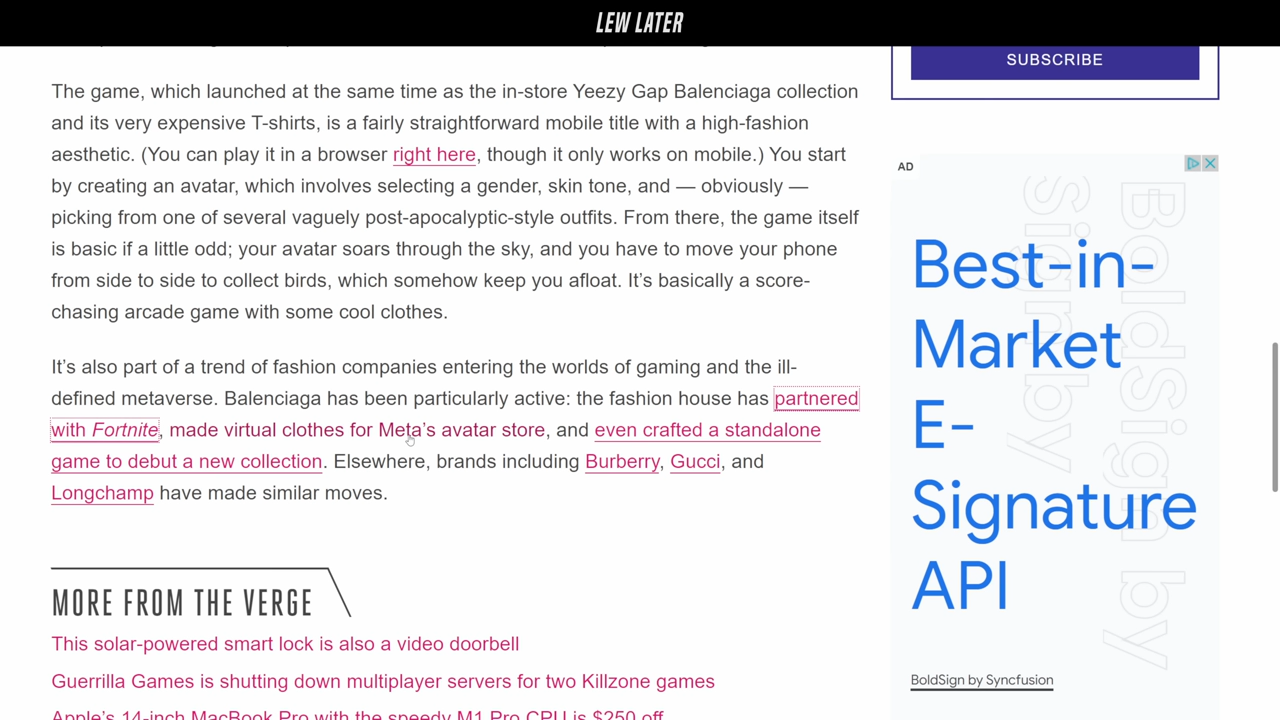 LEW LATER
The game, which launched at the same time as the in-store Yeezy Gap Balenciaga collection
and its very expensive T-shirts, is a fairly straightforward mobile title with a high-fashion
aesthetic. (You can play it in a browser right here, though it only works on mobile.) You start
by creating an avatar, which involves selecting a gender, skin tone, and — obviously —
picking from one of several vaguely post-apocalyptic-style outfits. From there, the game itself
is basic if a little odd; your avatar soars through the sky, and you have to move your phone
from side to side to collect birds, which somehow keep you afloat. It’s basically a score-
chasing arcade game with some cool clothes.
It’s also part of a trend of fashion companies entering the worlds of gaming and the ill-
defined metaverse. Balenciaga has been particularly active: the fashion house has partnered
with Fortnite, made virtual clothes for Meta’s avatar store, and even crafted a standalone
game to debut a new collection. Elsewhere, brands including Burberry, Gucci, and
Longchamp have made similar moves.
MORE FROM THE VERGE
This solar-powered smart lock is also a video doorbell
Guerrilla Games is shutting down multiplayer servers for two Killzone games
Apple’s 14-inch MacBook Pro with the speedy M1 Pro CPU is $250 off
SUBSCRIBE
AD
Best-in-
Market
E-
Signature
API
BoldSign by
Sign by
BoldSign by Syncfusion